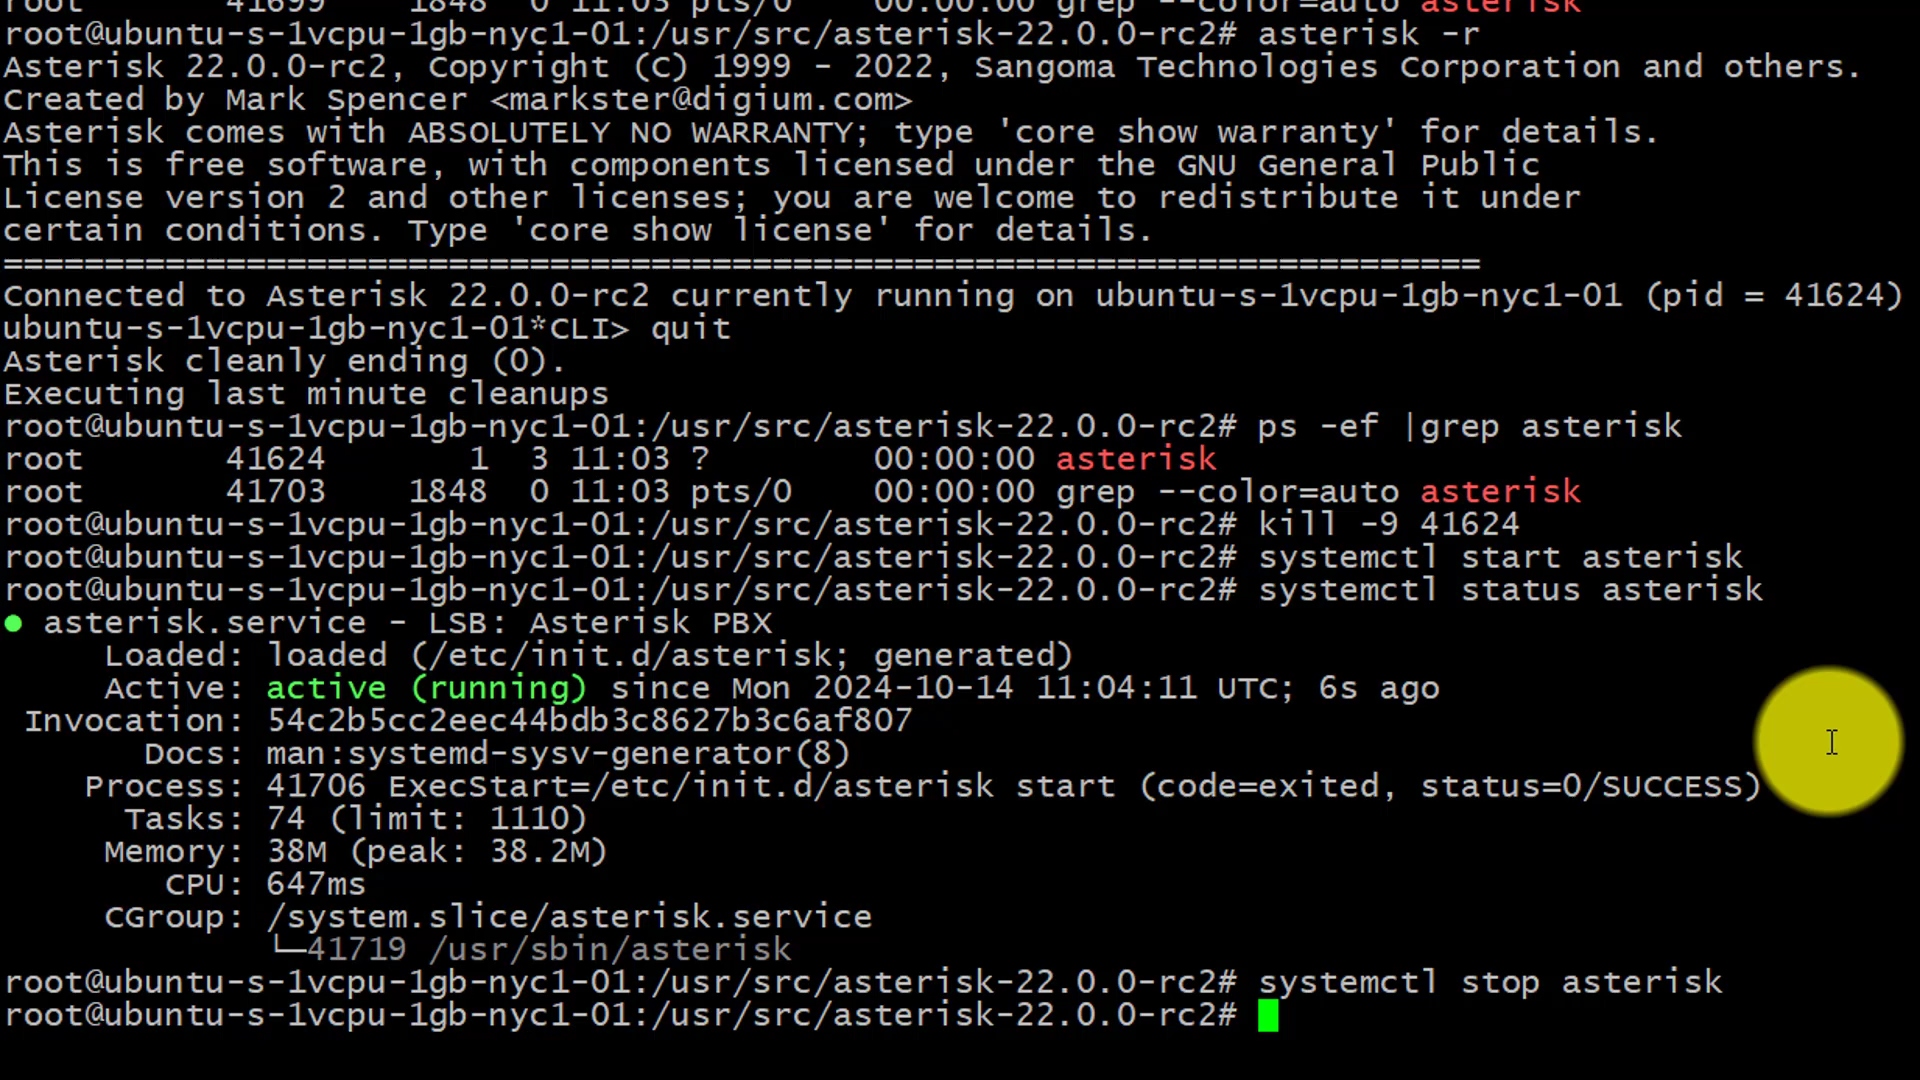 root       41699    1848  0 11:03 pts/0    00:00:00 grep --color=auto asterisk
root@ubuntu-s-1vcpu-1gb-nyc1-01:/usr/src/asterisk-22.0.0-rc2# asterisk -r
Asterisk 22.0.0-rc2, Copyright (C) 1999 - 2022, Sangoma Technologies Corporation and others.
Created by Mark Spencer <markster@digium.com>
Asterisk comes with ABSOLUTELY NO WARRANTY; type 'core show warranty' for details.
This is free software, with components licensed under the GNU General Public
License version 2 and other licenses; you are welcome to redistribute it under
certain conditions. Type 'core show license' for details.
=========================================================================
Connected to Asterisk 22.0.0-rc2 currently running on ubuntu-s-1vcpu-1gb-nyc1-01 (pid = 41624)
ubuntu-s-1vcpu-1gb-nyc1-01*CLI> quit
Asterisk cleanly ending (0).
Executing last minute cleanups
root@ubuntu-s-1vcpu-1gb-nyc1-01:/usr/src/asterisk-22.0.0-rc2# ps -ef |grep asterisk
root       41624       1  3 11:03 ?        00:00:00 asterisk
root       41703    1848  0 11:03 pts/0    00:00:00 grep --color=auto asterisk
root@ubuntu-s-1vcpu-1gb-nyc1-01:/usr/src/asterisk-22.0.0-rc2# kill -9 41624
root@ubuntu-s-1vcpu-1gb-nyc1-01:/usr/src/asterisk-22.0.0-rc2# systemctl start asterisk
root@ubuntu-s-1vcpu-1gb-nyc1-01:/usr/src/asterisk-22.0.0-rc2# systemctl status asterisk
● asterisk.service - LSB: Asterisk PBX
     Loaded: loaded (/etc/init.d/asterisk; generated)
     Active: active (running) since Mon 2024-10-14 11:04:11 UTC; 6s ago
 Invocation: 54c2b5cc2eec44bdb3c8627b3c6af807
       Docs: man:systemd-sysv-generator(8)
    Process: 41706 ExecStart=/etc/init.d/asterisk start (code=exited, status=0/SUCCESS)
      Tasks: 74 (limit: 1110)
     Memory: 38M (peak: 38.2M)
        CPU: 647ms
     CGroup: /system.slice/asterisk.service
             └─41719 /usr/sbin/asterisk
root@ubuntu-s-1vcpu-1gb-nyc1-01:/usr/src/asterisk-22.0.0-rc2# systemctl stop asterisk
root@ubuntu-s-1vcpu-1gb-nyc1-01:/usr/src/asterisk-22.0.0-rc2#